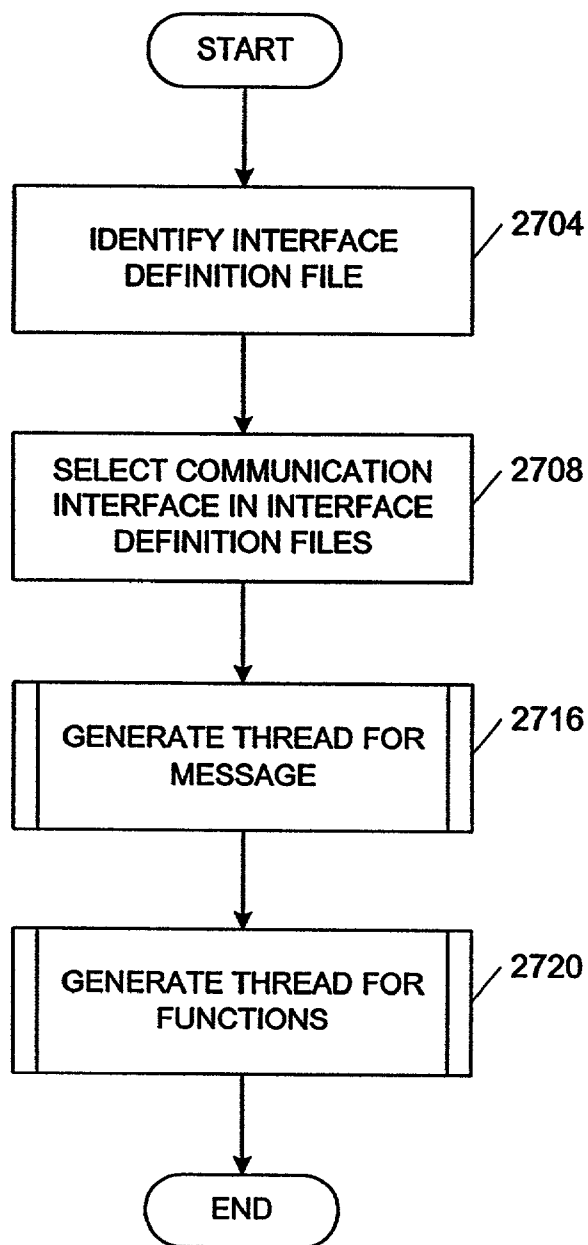 START
IDENTIFY INTERFACE
DEFINITION FILE
2704
SELECT COMMUNICATION
INTERFACE IN INTERFACE
DEFINITION FILES
2708
GENERATE THREAD FOR
MESSAGE
2716
GENERATE THREAD FOR
FUNCTIONS
2720
END